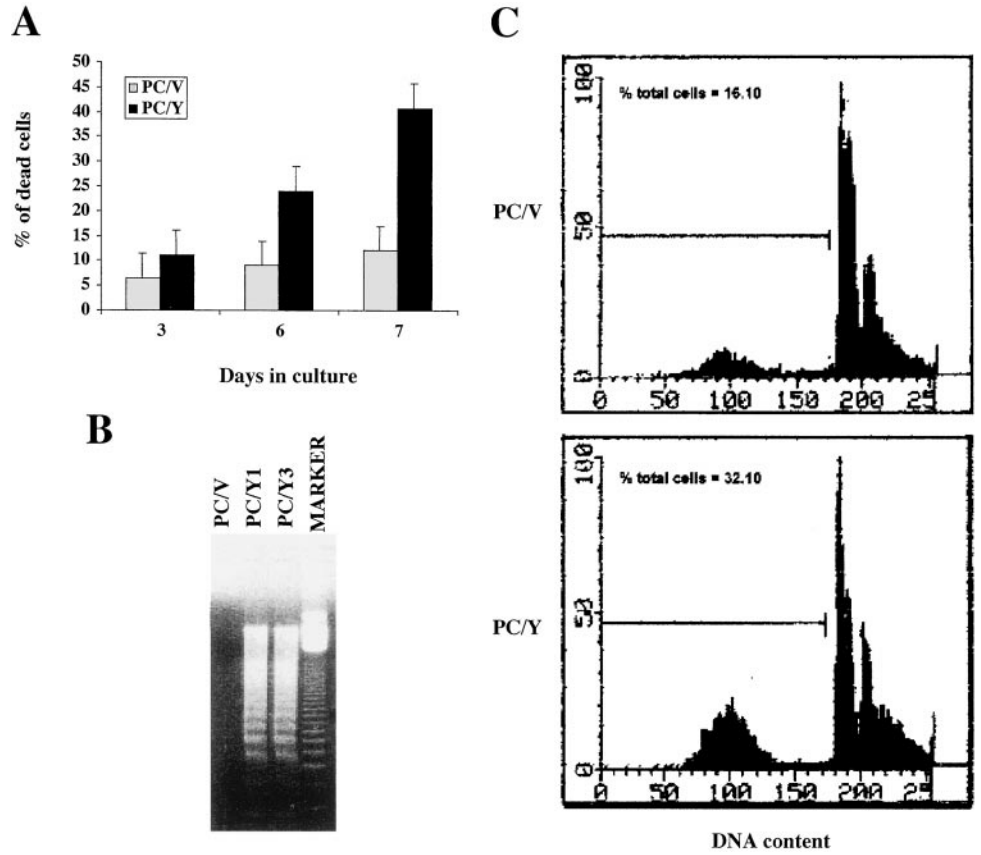 A
50
45
40
35
30
25
20
15
10
5
0
% of dead cells
PC/V
PC/Y
3 6 7
Days in culture
B
PC/V
PC/Y1
PC/Y3
MARKER
C
PC/V
% total cells = 16.10
100
50
0
0 50 100 150 200 25
PC/Y
% total cells = 32.10
100
50
0
0 50 100 150 200 25
DNA content